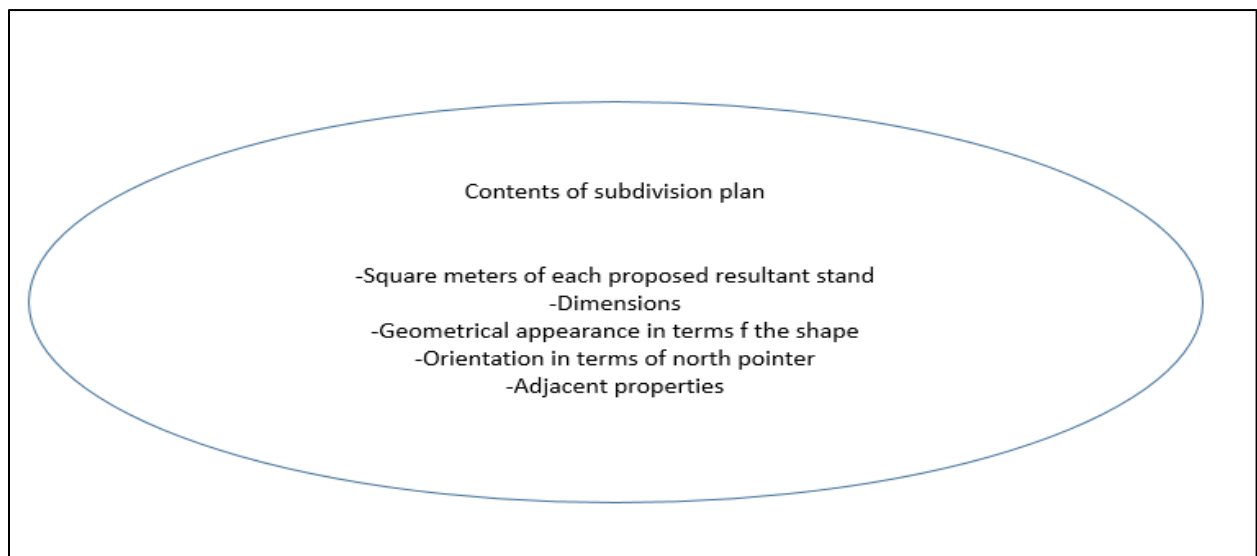 Contents of subdivision plan
-Square meters of each proposed resultant stand
-Dimensions
-Geometrical appearance in terms f the shape
-Orientation in terms of north pointer
-Adjacent properties